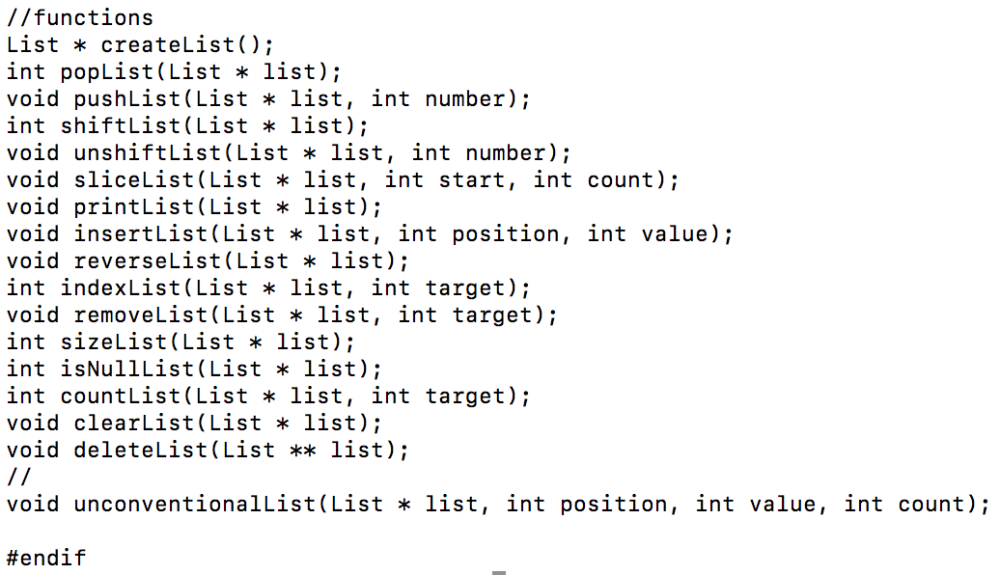 //functions
List * createList();
int popList(List * list);
void pushList(List * list, int number);
int shiftList(List * list);
void unshiftList(List * list, int number);
void sliceList(List * list, int start, int count);
void printList(List * list);
void insertList(List * list, int position, int value);
void reverseList(List * list);
int indexList(List * list, int target);
void removeList(List * list, int target);
int sizeList(List * list);
int isNullList(List * list);
int countList(List * list, int target);
void clearList(List * list);
void deleteList(List ** list);
//
void unconventionalList(List * list, int position, int value, int count);
#endif